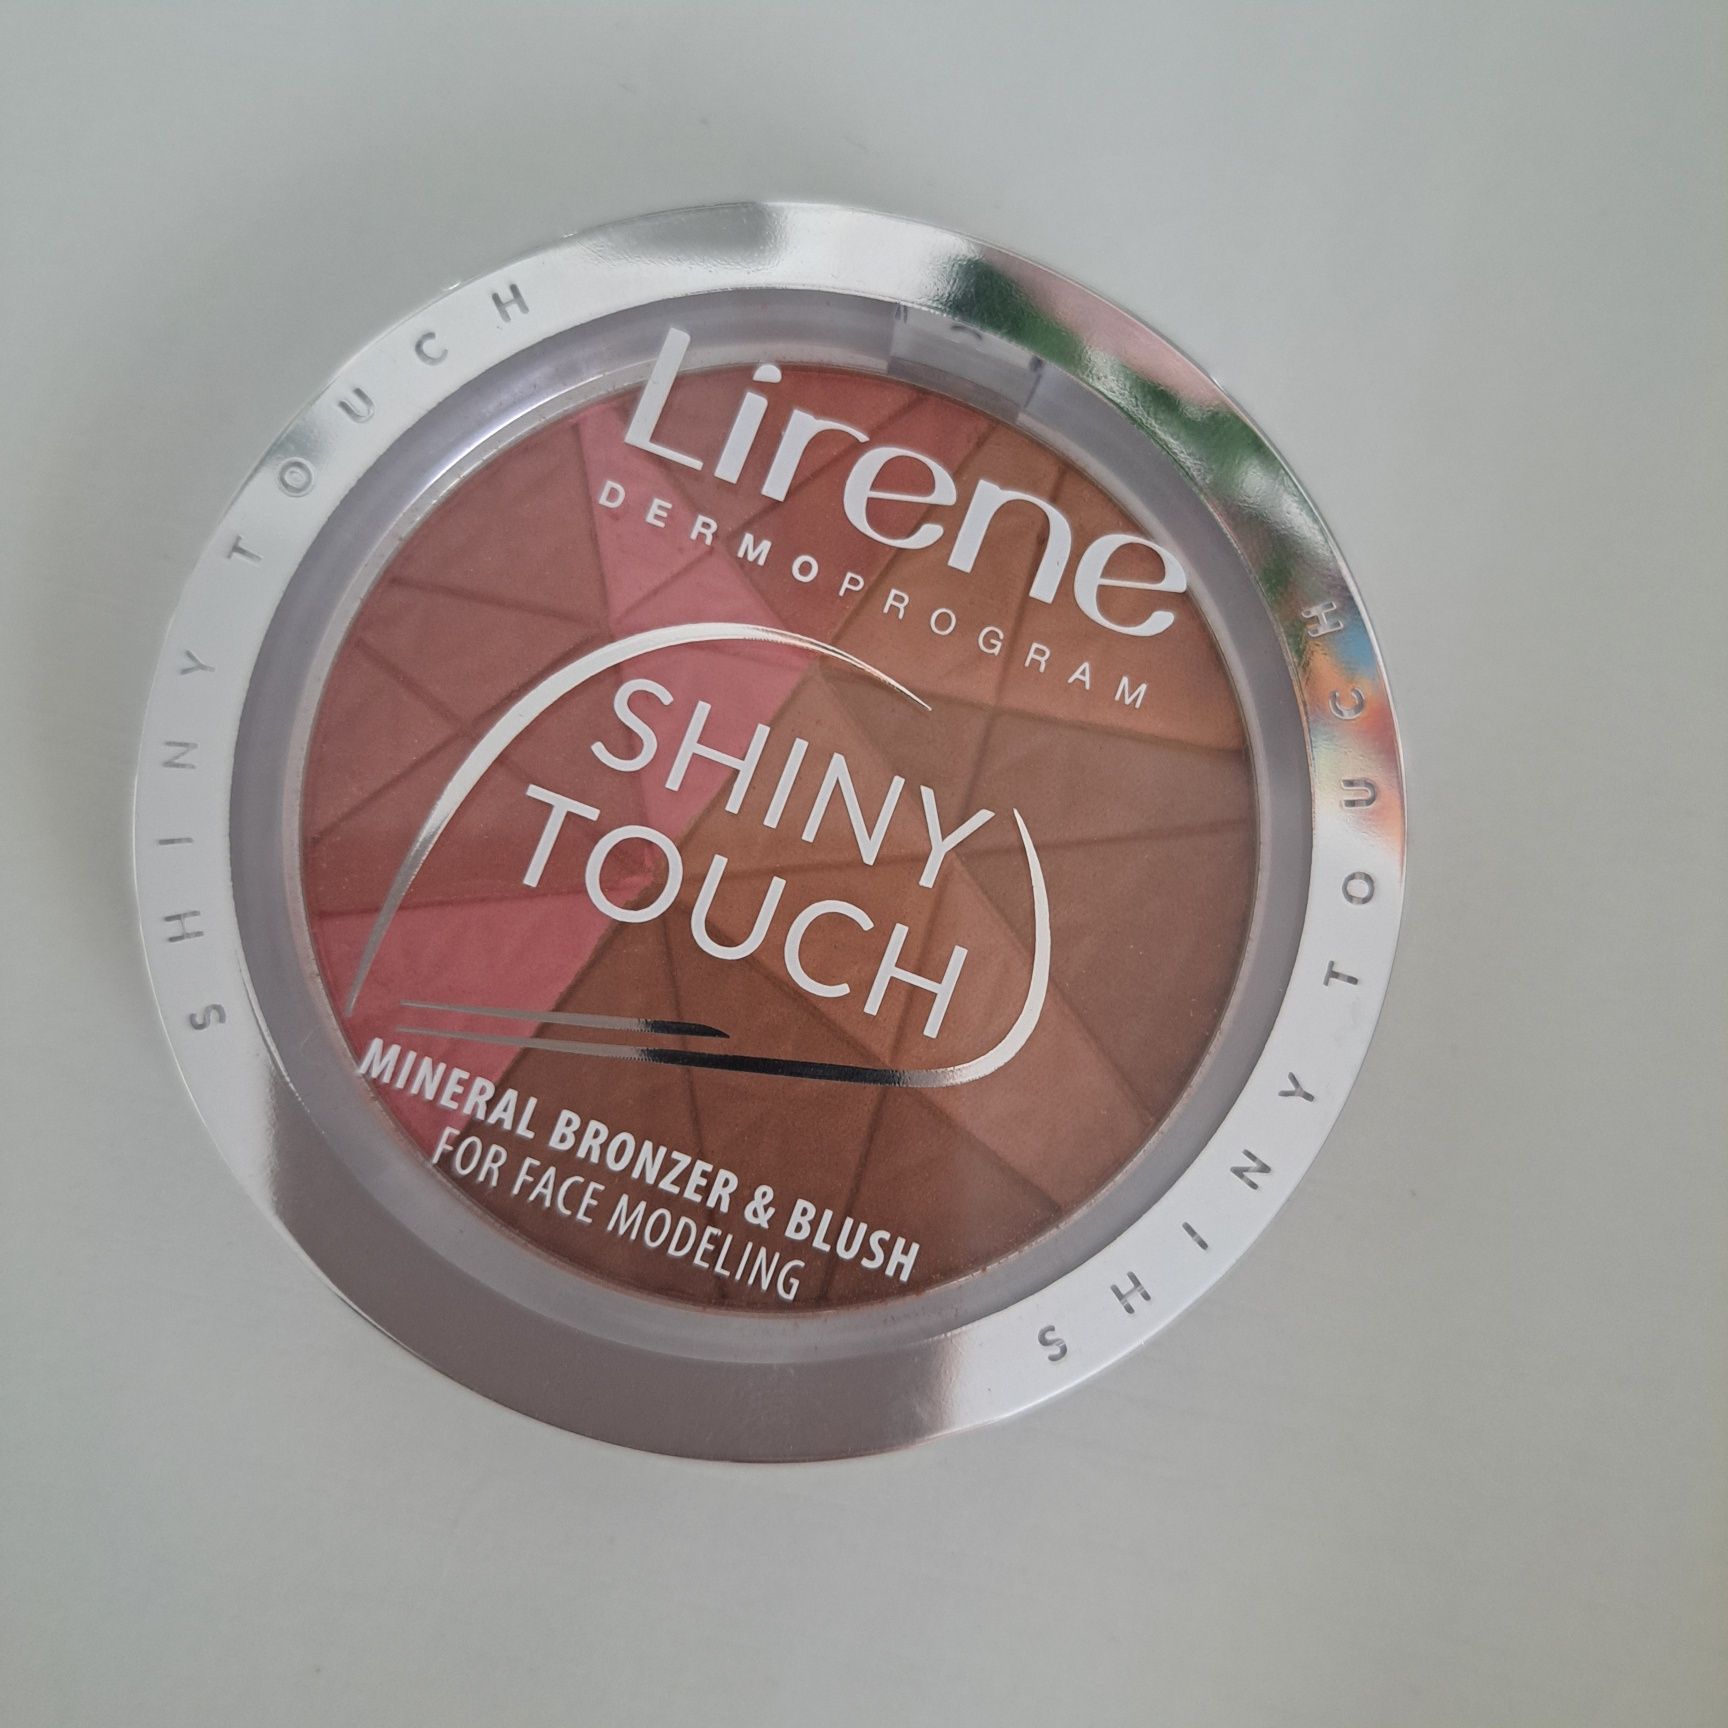 Lirene
DERMOPROGRAM
SHINY
TOUCH
MINERAL BRONZER & BLUSH
FOR FACE MODELING
SHINY TOUCH
SHINY TOUCH